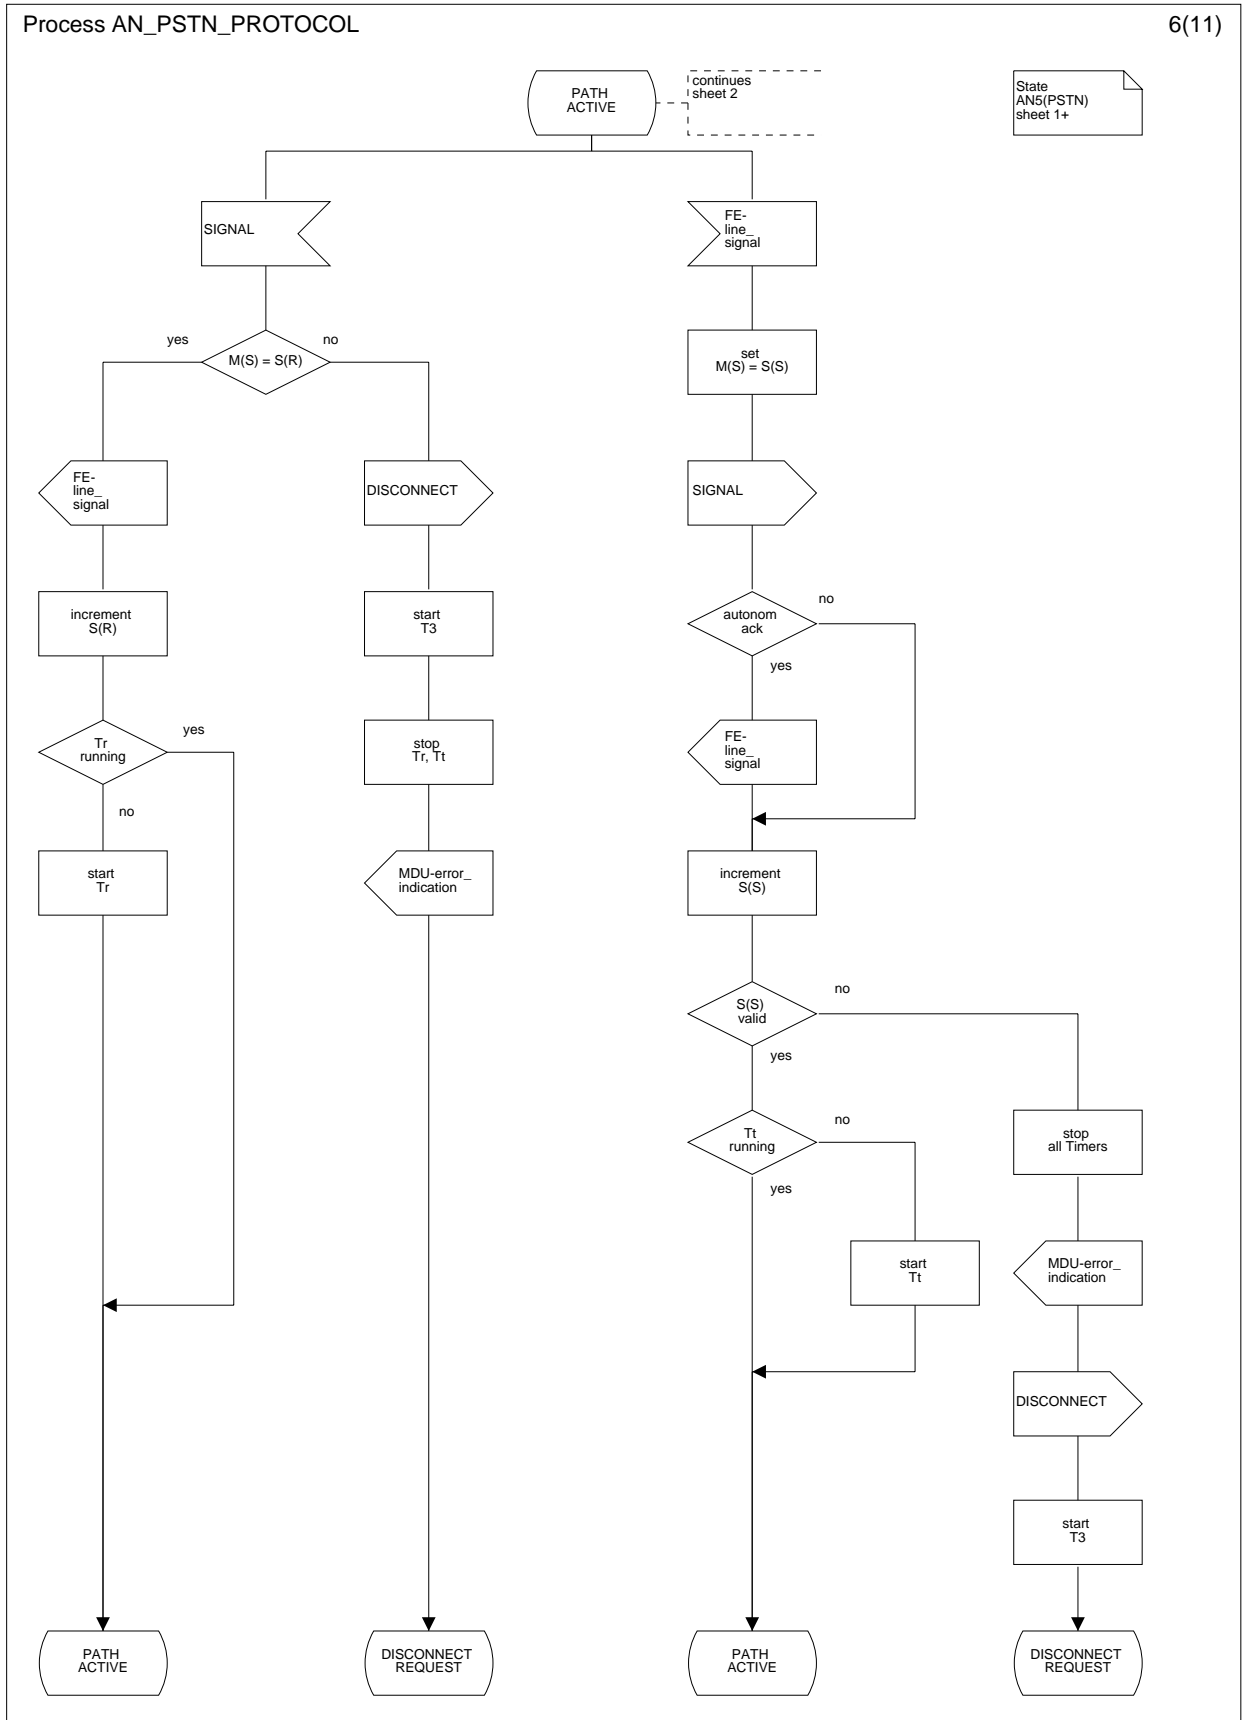 Process AN_PSTN_PROTOCOL
6(11)
PATH
ACTIVE
continues
sheet 2
State
AN5(PSTN)
sheet 1+
SIGNAL
FE-
line_
signal
yes
no
M(S) = S(R)
set
M(S) = S(S)
FE-
line_
signal
DISCONNECT
SIGNAL
increment
S(R)
start
T3
autonom
ack
no
yes
Tr
running
yes
no
stop
Tr, Tt
FE-
line_
signal
start
Tr
MDU-error_
indication
increment
S(S)
S(S)
valid
no
yes
Tt
running
no
yes
stop
all Timers
start
Tt
MDU-error_
indication
DISCONNECT
start
T3
PATH
ACTIVE
DISCONNECT
REQUEST
PATH
ACTIVE
DISCONNECT
REQUEST